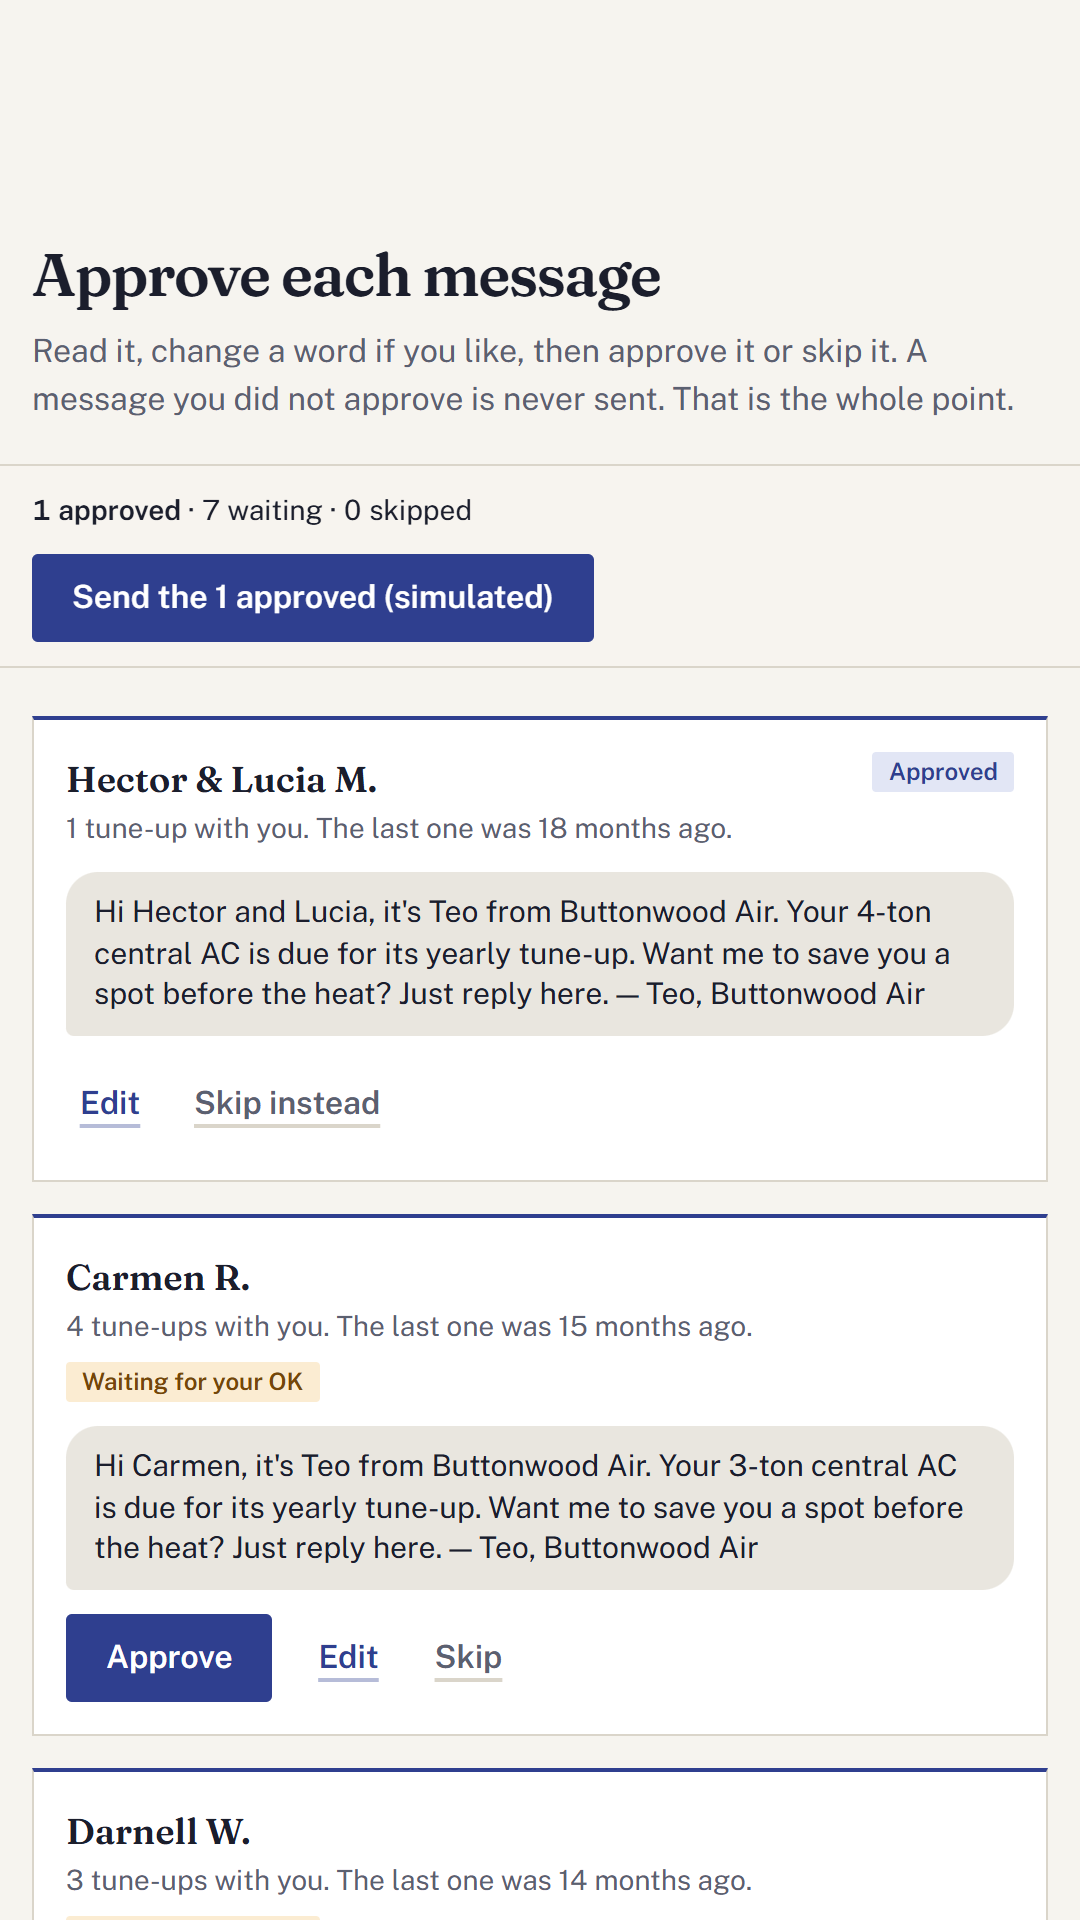 Approve each message
Read it, change a word if you like, then approve it or skip it. A
message you did not approve is never sent. That is the whole point.
1 approved · 7 waiting · 0 skipped
Send the 1 approved (simulated)
Hector & Lucia M.
Approved
1 tune-up with you. The last one was 18 months ago.
Hi Hector and Lucia, it's Teo from Buttonwood Air. Your 4-ton
central AC is due for its yearly tune-up. Want me to save you a
spot before the heat? Just reply here. — Teo, Buttonwood Air
Edit
Skip instead
Carmen R.
4 tune-ups with you. The last one was 15 months ago.
Waiting for your OK
Hi Carmen, it's Teo from Buttonwood Air. Your 3-ton central AC
is due for its yearly tune-up. Want me to save you a spot before
the heat? Just reply here. — Teo, Buttonwood Air
Approve
Edit
Skip
Darnell W.
3 tune-ups with you. The last one was 14 months ago.